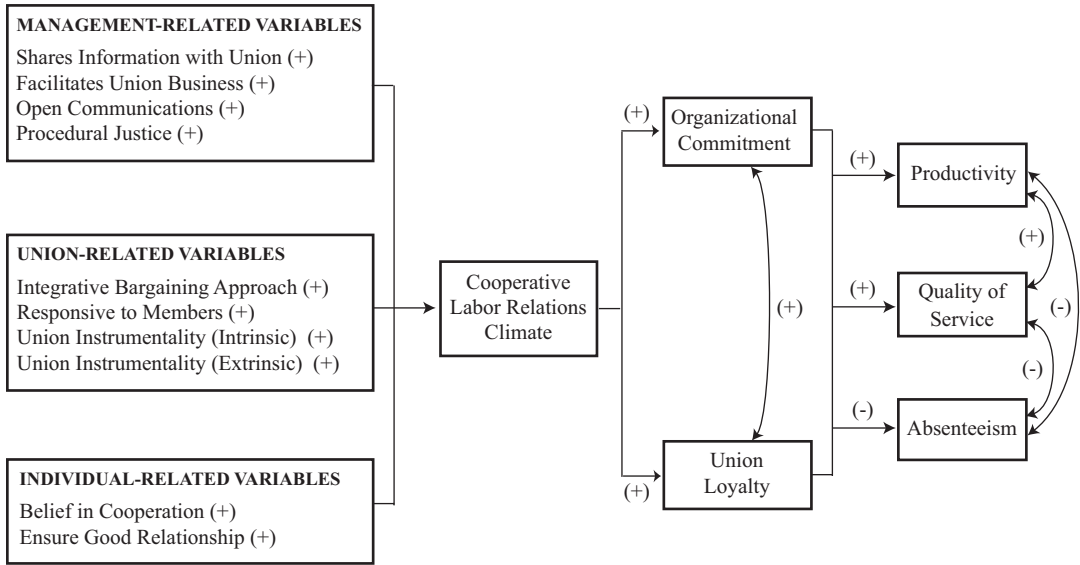 MANAGEMENT-RELATED VARIABLES
Shares Information with Union (+)
Facilitates Union Business (+)
Open Communications (+)
Procedural Justice (+)
UNION-RELATED VARIABLES
Integrative Bargaining Approach (+)
Responsive to Members (+)
Union Instrumentality (Intrinsic) (+)
Union Instrumentality (Extrinsic) (+)
INDIVIDUAL-RELATED VARIABLES
Belief in Cooperation (+)
Ensure Good Relationship (+)
Cooperative
Labor Relations
Climate
(+)
(+)
Organizational
Commitment
(+)
Union
Loyalty
(+)
(+)
(-)
Productivity
Quality of
Service
Absenteeism
(+)
(-)
(-)